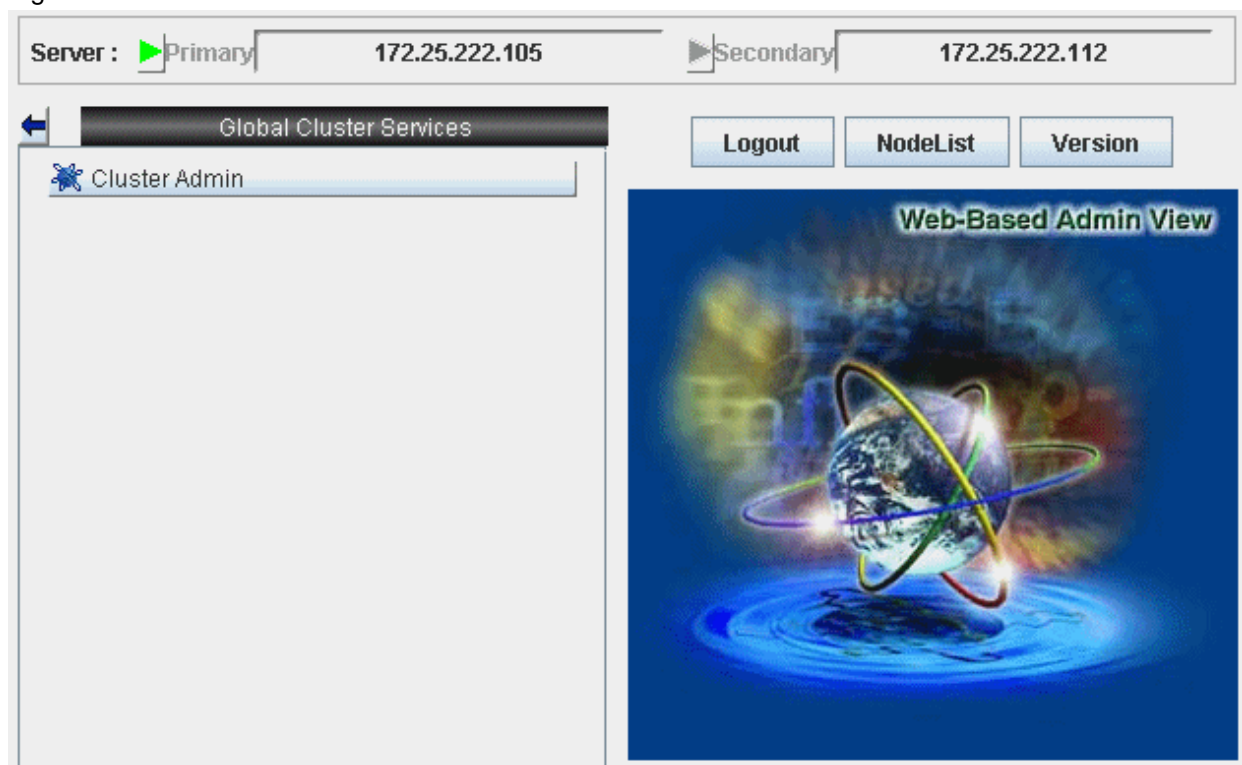 Server : Primary 172.25.222.105 Secondary 172.25.222.112
Global Cluster Services
Logout NodeList Version
Cluster Admin
Web-Based Admin View